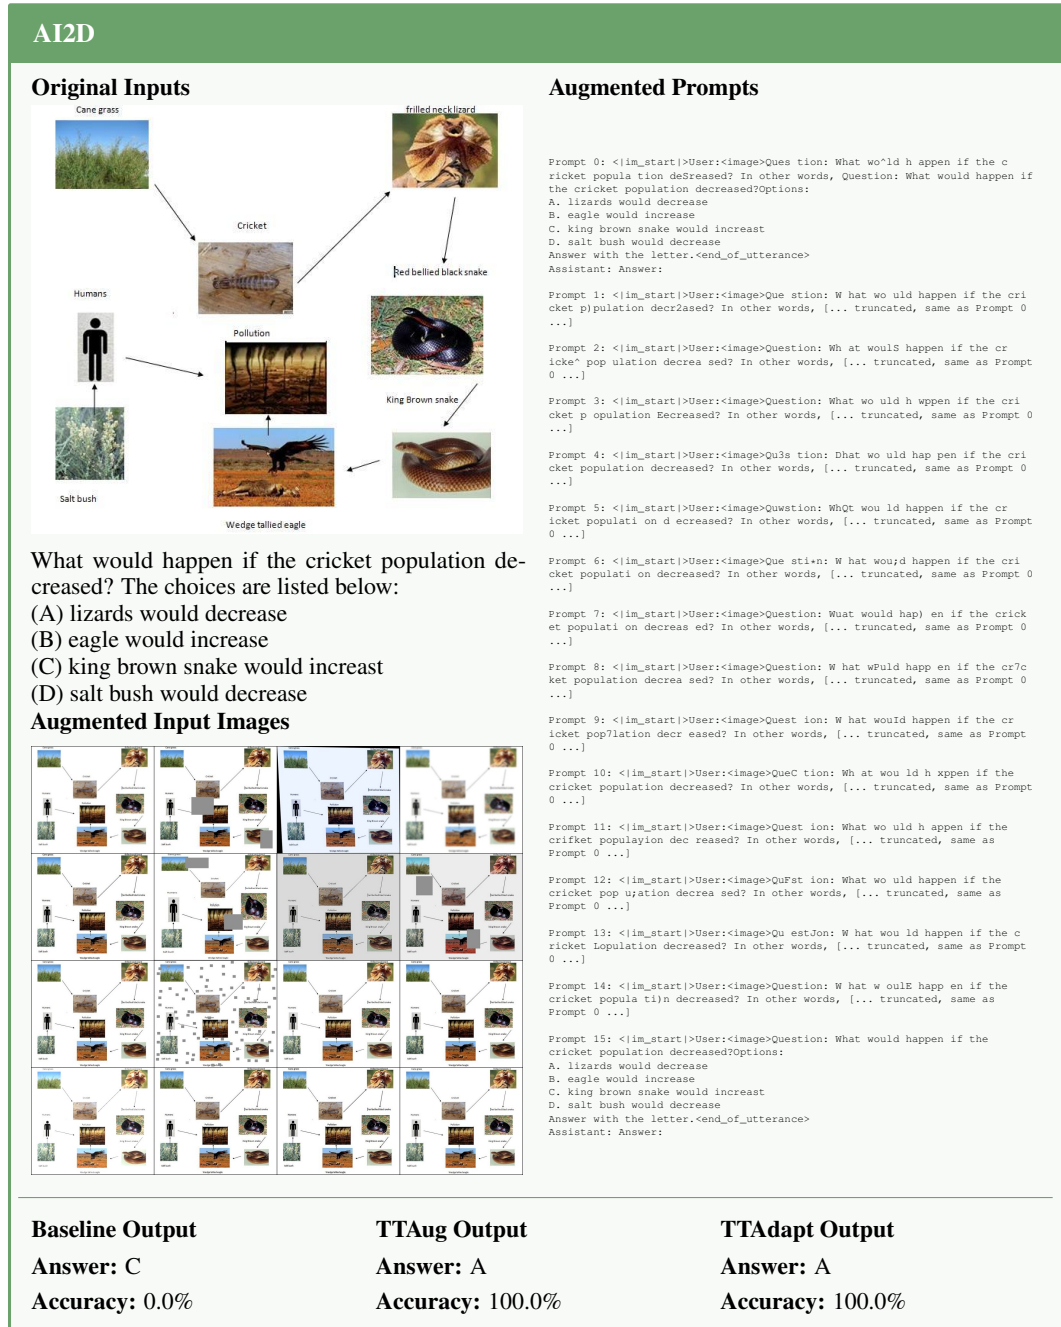 AI2D
Original Inputs
Cane grass
frilled neck lizard
Cricket
Red bellied black snake
Humans
Pollution
King Brown snake
Salt bush
Wedge tallied eagle
What would happen if the cricket population de-
creased? The choices are listed below:
(A) lizards would decrease
(B) eagle would increase
(C) king brown snake would increast
(D) salt bush would decrease
Augmented Input Images
Augmented Prompts
Prompt 0: <|im_start|>User:<image>Ques tion: What wo^ld h appen if the c
ricket popula tion deSreased? In other words, Question: What would happen if
the cricket population decreased?Options:
A. lizards would decrease
B. eagle would increase
C. king brown snake would increast
D. salt bush would decrease
Answer with the letter.<end_of_utterance>
Assistant: Answer:
Prompt 1: <|im_start|>User:<image>Que stion: W hat wo uld happen if the cri
cket p)pulation decr2ased? In other words, [... truncated, same as Prompt 0
...]
Prompt 2: <|im_start|>User:<image>Question: Wh at woulS happen if the cr
icke^ pop ulation decrea sed? In other words, [... truncated, same as Prompt
0 ...]
Prompt 3: <|im_start|>User:<image>Question: What wo uld h wppen if the cri
cket p opulation Eecreased? In other words, [... truncated, same as Prompt 0
...]
Prompt 4: <|im_start|>User:<image>Qu3s tion: Dhat wo uld hap pen if the cri
cket population decreased? In other words, [... truncated, same as Prompt 0
...]
Prompt 5: <|im_start|>User:<image>Quwstion: WhQt wou ld happen if the cr
icket populati on d ecreased? In other words, [... truncated, same as Prompt
0 ...]
Prompt 6: <|im_start|>User:<image>Que sti*n: W hat wou;d happen if the cri
cket populati on decreased? In other words, [... truncated, same as Prompt 0
...]
Prompt 7: <|im_start|>User:<image>Question: Wuat would hap) en if the crick
et populati on decreas ed? In other words, [... truncated, same as Prompt 0
...]
Prompt 8: <|im_start|>User:<image>Question: W hat wPuld happ en if the cr7c
ket population decrea sed? In other words, [... truncated, same as Prompt 0
...]
Prompt 9: <|im_start|>User:<image>Quest ion: W hat wouId happen if the cr
icket pop7lation decr eased? In other words, [... truncated, same as Prompt
0 ...]
Prompt 10: <|im_start|>User:<image>QueC tion: Wh at wou ld h xppen if the
cricket population decreased? In other words, [... truncated, same as Prompt
0 ...]
Prompt 11: <|im_start|>User:<image>Quest ion: What wo uld h appen if the
crifket populayion dec reased? In other words, [... truncated, same as
Prompt 0 ...]
Prompt 12: <|im_start|>User:<image>QuFst ion: What wo uld happen if the
cricket pop u;ation decrea sed? In other words, [... truncated, same as
Prompt 0 ...]
Prompt 13: <|im_start|>User:<image>Qu estJon: W hat wou ld happen if the c
ricket Lopulation decreased? In other words, [... truncated, same as Prompt
0 ...]
Prompt 14: <|im_start|>User:<image>Question: W hat w oulE happ en if the
cricket popula ti)n decreased? In other words, [... truncated, same as
Prompt 0 ...]
Prompt 15: <|im_start|>User:<image>Question: What would happen if the
cricket population decreased?Options:
A. lizards would decrease
B. eagle would increase
C. king brown snake would increast
D. salt bush would decrease
Answer with the letter.<end_of_utterance>
Assistant: Answer:
Baseline Output
Answer: C
Accuracy: 0.0%
TTAug Output
Answer: A
Accuracy: 100.0%
TTAdapt Output
Answer: A
Accuracy: 100.0%